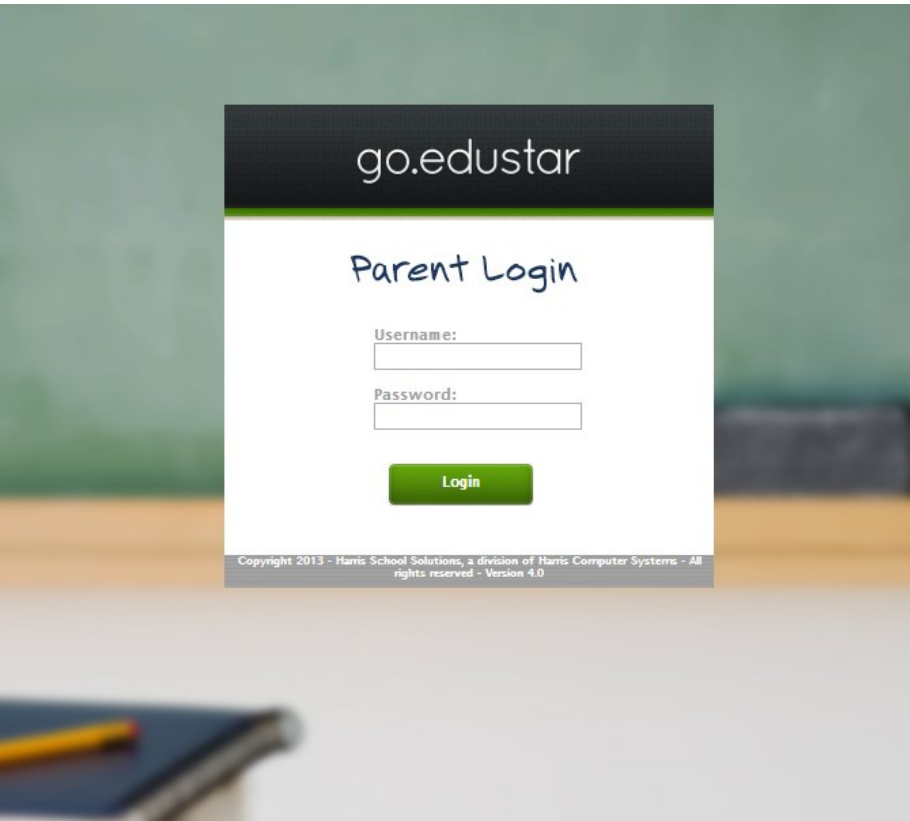 go.edustar
Parent Login
Username:
Password:
Login
Copyright 2013 - Harris School Solutions, a division of Harris Computer Systems - All
rights reserved - Version 4.0